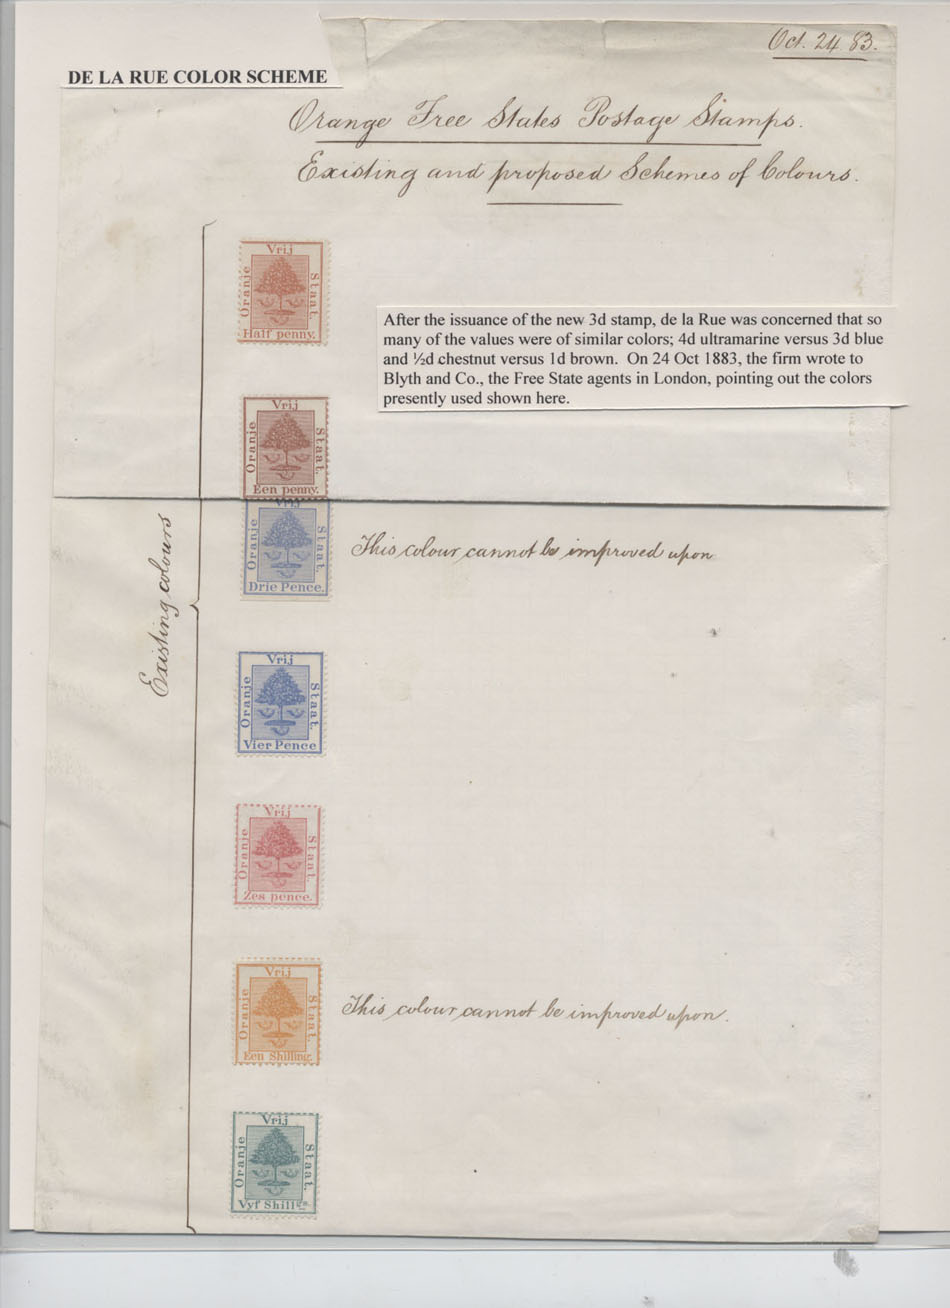 Oct. 24 83.
DE LA RUE COLOR SCHEME
Orange Free States Postage Stamps.
Existing and proposed Schemes of Colours.
Existing colours
Vrij
Oranje
Staat.
Half penny.
After the issuance of the new 3d stamp, de la Rue was concerned that so
many of the values were of similar colors; 4d ultramarine versus 3d blue
and ½d chestnut versus 1d brown.  On 24 Oct 1883, the firm wrote to
Blyth and Co., the Free State agents in London, pointing out the colors
presently used shown here.
Vrij
Oranje
Staat.
Een penny.
Vrij
Oranje
Staat.
Drie Pence.
This colour cannot be improved upon
Vrij
Oranje
Staat.
Vier Pence
Vrij
Oranje
Staat.
Zes pence.
Vrij
Oranje
Staat.
Een Shilling.
This colour cannot be improved upon.
Vrij
Oranje
Staat.
Vyf Shillgs.